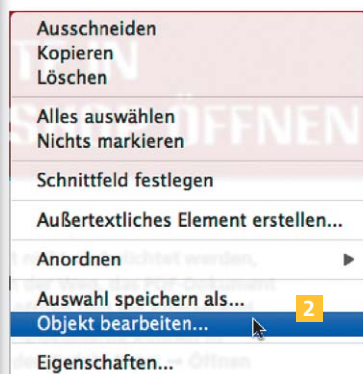 Ausschneiden
Kopieren
Löschen
ÖFFNEN
Alles auswählen
Nichts markieren
Schnittfeld festlegen
Außertextliches Element erstellen...
Anordnen
Auswahl speichern als...
2
Objekt bearbeiten...
Eigenschaften...